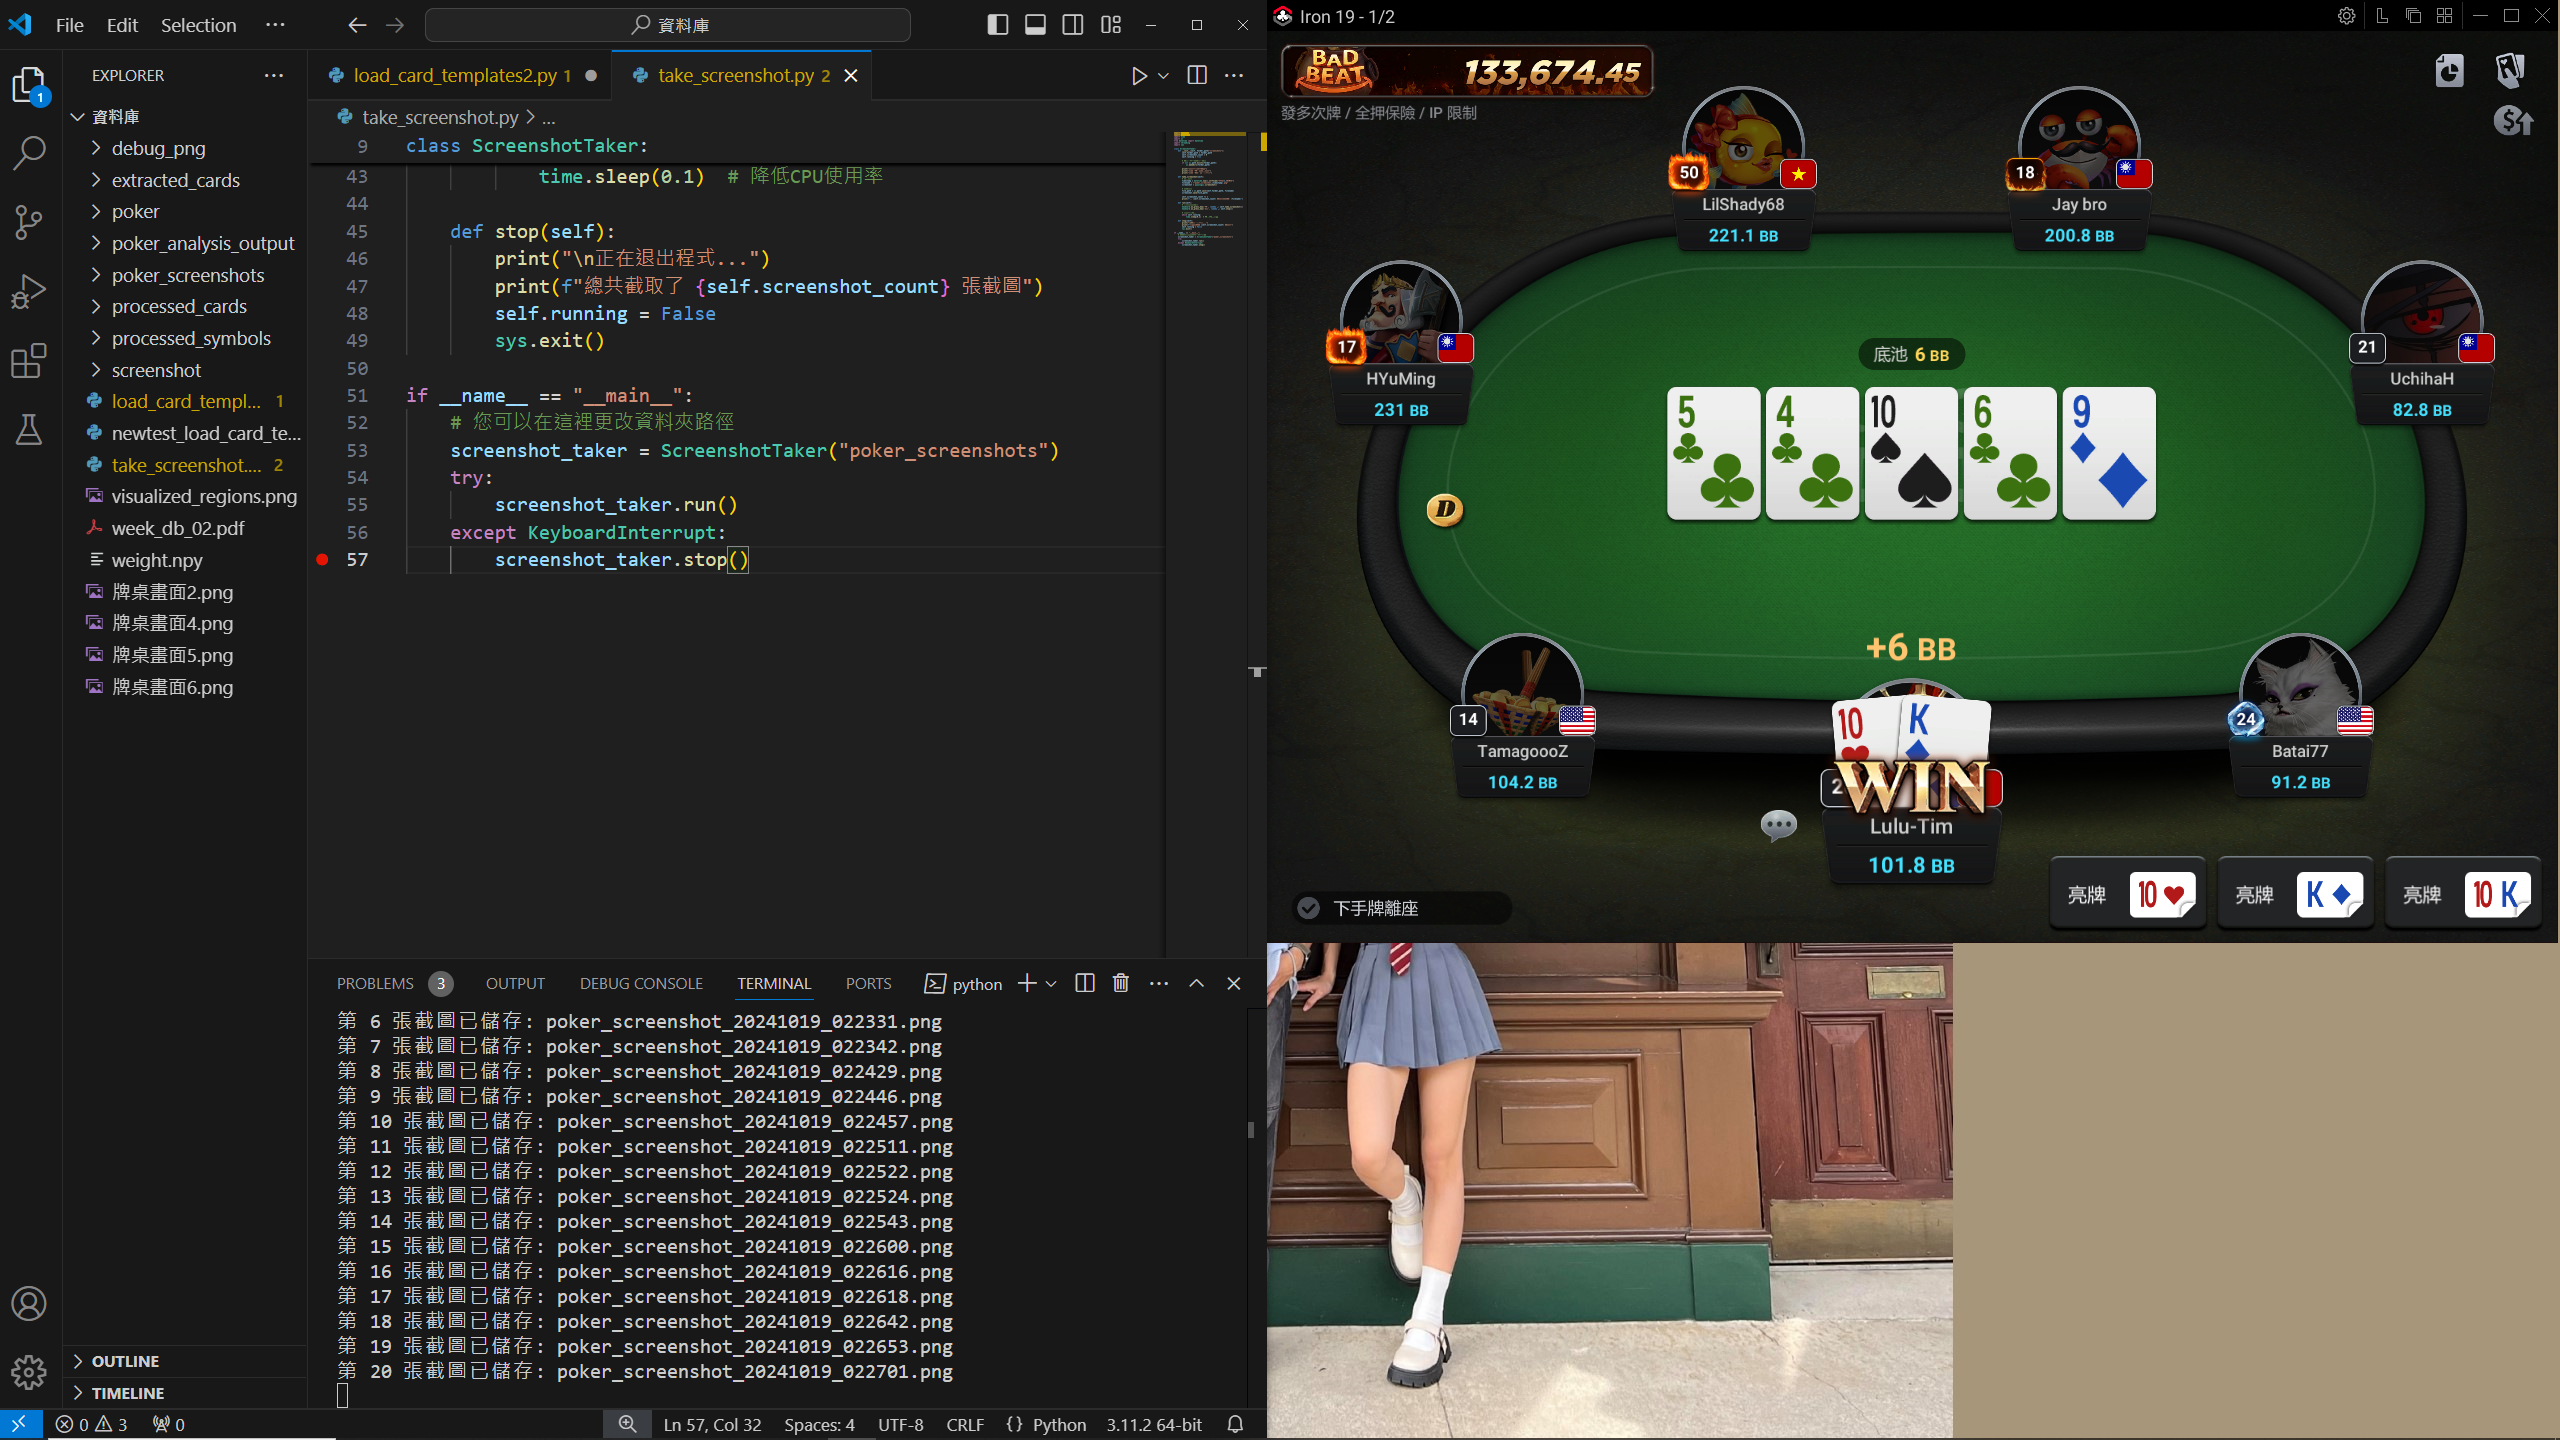 File Edit Selection ···
資料庫
EXPLORER ···
資料庫
debug_png
extracted_cards
poker
poker_analysis_output
poker_screenshots
processed_cards
processed_symbols
screenshot
load_card_templ... 1
newtest_load_card_te...
take_screenshot.... 2
visualized_regions.png
week_db_02.pdf
weight.npy
牌桌畫面2.png
牌桌畫面4.png
牌桌畫面5.png
牌桌畫面6.png
OUTLINE
TIMELINE
1
load_card_templates2.py 1
take_screenshot.py 2
take_screenshot.py > ...
9 class ScreenshotTaker:
43 time.sleep(0.1) # 降低CPU使用率
44
45 def stop(self):
46 print("\n正在退出程式...")
47 print(f"總共截取了 {self.screenshot_count} 張截圖")
48 self.running = False
49 sys.exit()
50
51 if __name__ == "__main__":
52 # 您可以在這裡更改資料夾路徑
53 screenshot_taker = ScreenshotTaker("poker_screenshots")
54 try:
55 screenshot_taker.run()
56 except KeyboardInterrupt:
57 screenshot_taker.stop()
PROBLEMS 3 OUTPUT DEBUG CONSOLE TERMINAL PORTS python
第 6 張截圖已儲存: poker_screenshot_20241019_022331.png
第 7 張截圖已儲存: poker_screenshot_20241019_022342.png
第 8 張截圖已儲存: poker_screenshot_20241019_022429.png
第 9 張截圖已儲存: poker_screenshot_20241019_022446.png
第 10 張截圖已儲存: poker_screenshot_20241019_022457.png
第 11 張截圖已儲存: poker_screenshot_20241019_022511.png
第 12 張截圖已儲存: poker_screenshot_20241019_022522.png
第 13 張截圖已儲存: poker_screenshot_20241019_022524.png
第 14 張截圖已儲存: poker_screenshot_20241019_022543.png
第 15 張截圖已儲存: poker_screenshot_20241019_022600.png
第 16 張截圖已儲存: poker_screenshot_20241019_022616.png
第 17 張截圖已儲存: poker_screenshot_20241019_022618.png
第 18 張截圖已儲存: poker_screenshot_20241019_022642.png
第 19 張截圖已儲存: poker_screenshot_20241019_022653.png
第 20 張截圖已儲存: poker_screenshot_20241019_022701.png
0 3 0
Ln 57, Col 32 Spaces: 4 UTF-8 CRLF {} Python 3.11.2 64-bit
Iron 19 - 1/2
BAD BEAT 133,674.45
發多次牌 / 全押保險 / IP 限制
50
LilShady68
221.1 BB
18
Jay bro
200.8 BB
17
HYuMing
231 BB
21
UchihaH
82.8 BB
底池 6 BB
5 4 10 6 9
D
+6 BB
14
TamagoooZ
104.2 BB
24
Batai77
91.2 BB
10 K
2
WIN
Lulu-Tim
101.8 BB
亮牌 10
亮牌 K
亮牌 10 K
下手牌離座